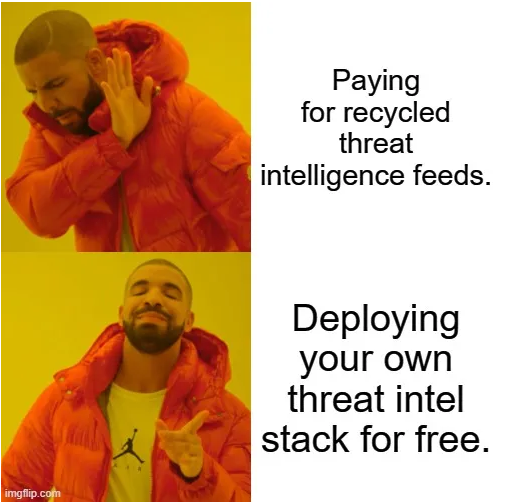 Paying
for recycled
threat
intelligence feeds.
Deploying
your own
threat intel
stack for free.
imgflip.com